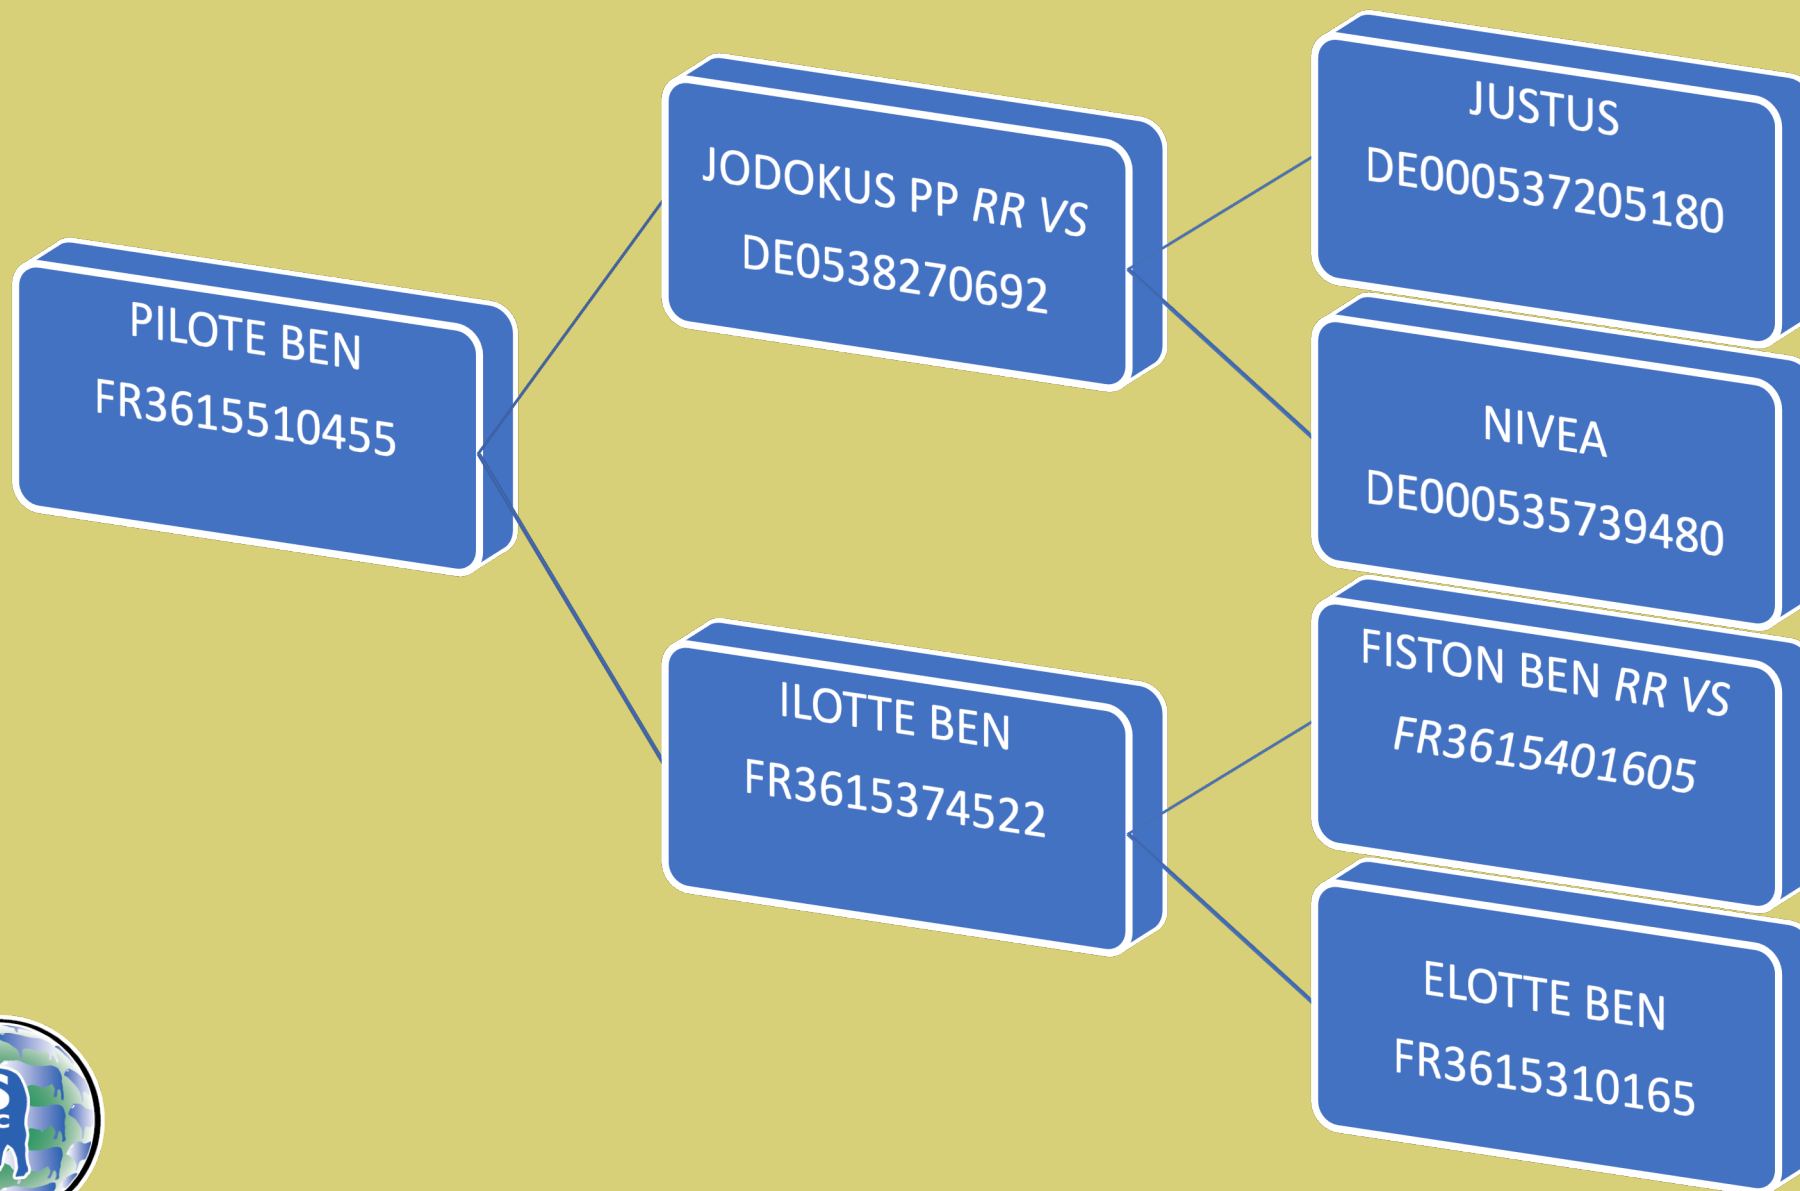 PILOTE BEN
FR3615510455
JODOKUS PP RR VS
DE0538270692
ILOTTE BEN
FR3615374522
JUSTUS
DE000537205180
NIVEA
DE000535739480
FISTON BEN RR VS
FR3615401605
ELOTTE BEN
FR3615310165